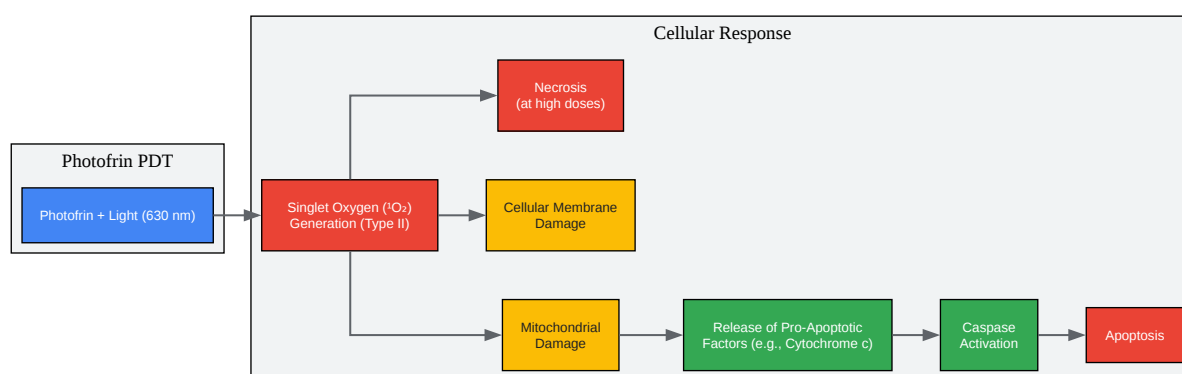 Cellular Response
Necrosis
(at high doses)
Photofrin PDT
Photofrin + Light (630 nm)
Singlet Oxygen (¹O₂)
Generation (Type II)
Cellular Membrane
Damage
Mitochondrial
Damage
Release of Pro-Apoptotic
Factors (e.g., Cytochrome c)
Caspase
Activation
Apoptosis